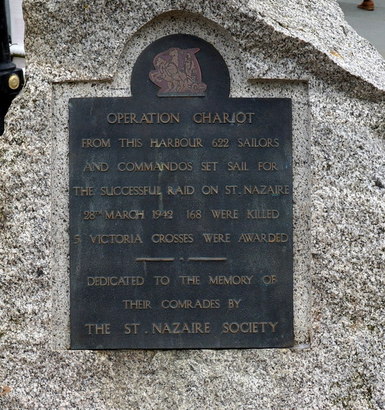 OPERATION CHARIOT
FROM THIS HARBOUR 622 SAILORS
AND COMMANDOS SET SAIL FOR
THE SUCCESSFUL RAID ON ST. NAZAIRE
28TH MARCH 1942 168 WERE KILLED
5 VICTORIA CROSSES WERE AWARDED
DEDICATED TO THE MEMORY OF
THEIR COMRADES BY
THE ST. NAZAIRE SOCIETY